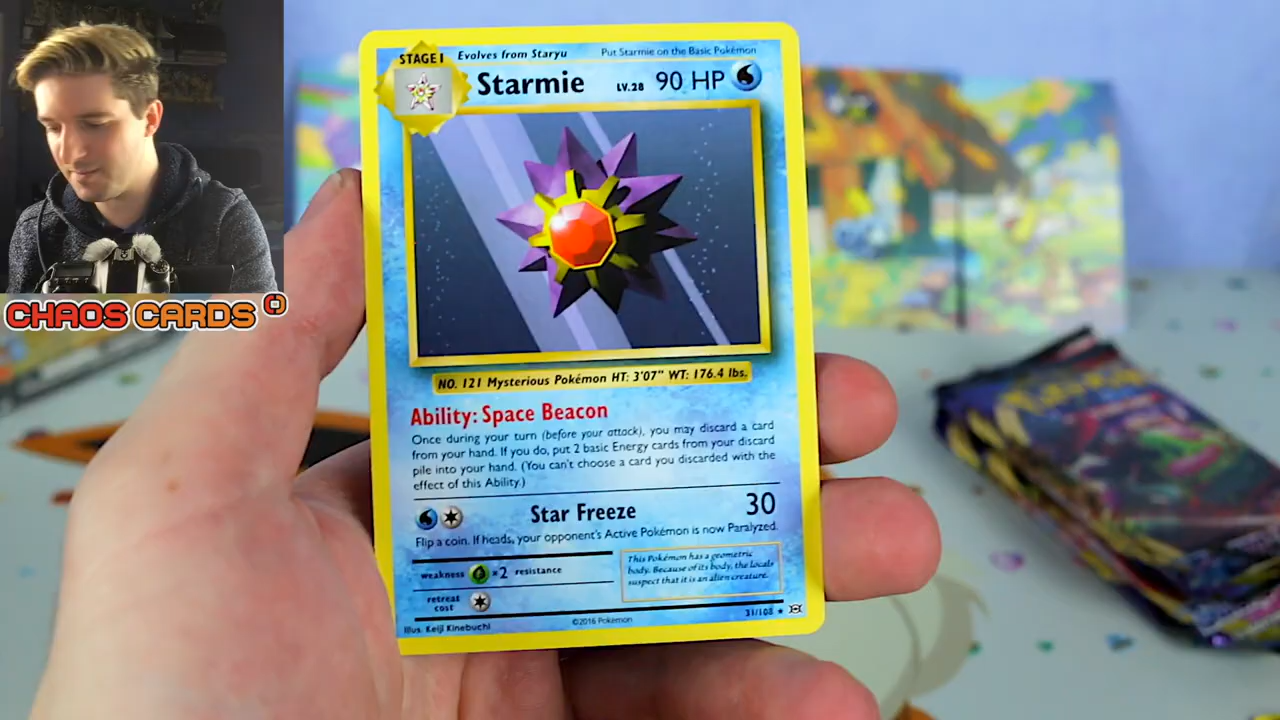 CHAOS CARDS
STAGE 1 Evolves from Staryu Put Starmie on the Basic Pokémon
Starmie LV.28 90 HP
NO. 121 Mysterious Pokémon HT: 3'07" WT: 176.4 lbs.
Ability: Space Beacon
Once during your turn (before your attack), you may discard a card
from your hand. If you do, put 2 basic Energy cards from your discard
pile into your hand. (You can't choose a card you discarded with the
effect of this Ability.)
Star Freeze 30
Flip a coin. If heads, your opponent's Active Pokémon is now Paralyzed.
weakness ×2 resistance
retreat
cost
This Pokémon has a geometric
body. Because of its body, the locals
suspect that it is an alien creature.
Illus. Keiji Kinebuchi ©2016 Pokémon 31/108 ★